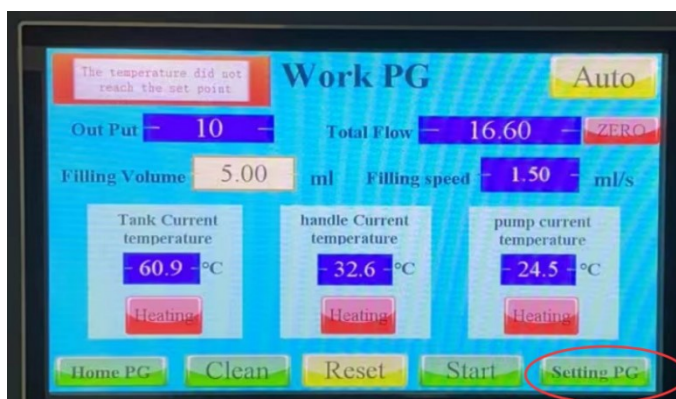 The temperature did not
reach the set point
Work PG
Auto
Out Put 10 Total Flow 16.60 ZERO
Filling Volume 5.00 ml Filling speed 1.50 ml/s
Tank Current
temperature
60.9 °C
Heating
handle Current
temperature
32.6 °C
Heating
pump current
temperature
24.5 °C
Heating
Home PG Clean Reset Start Setting PG